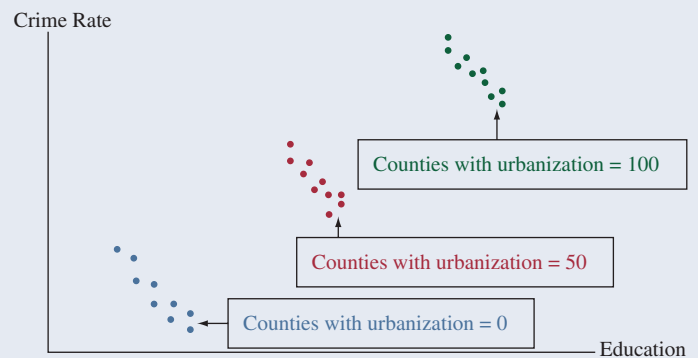 Crime Rate
Counties with urbanization = 100
Counties with urbanization = 50
Counties with urbanization = 0
Education